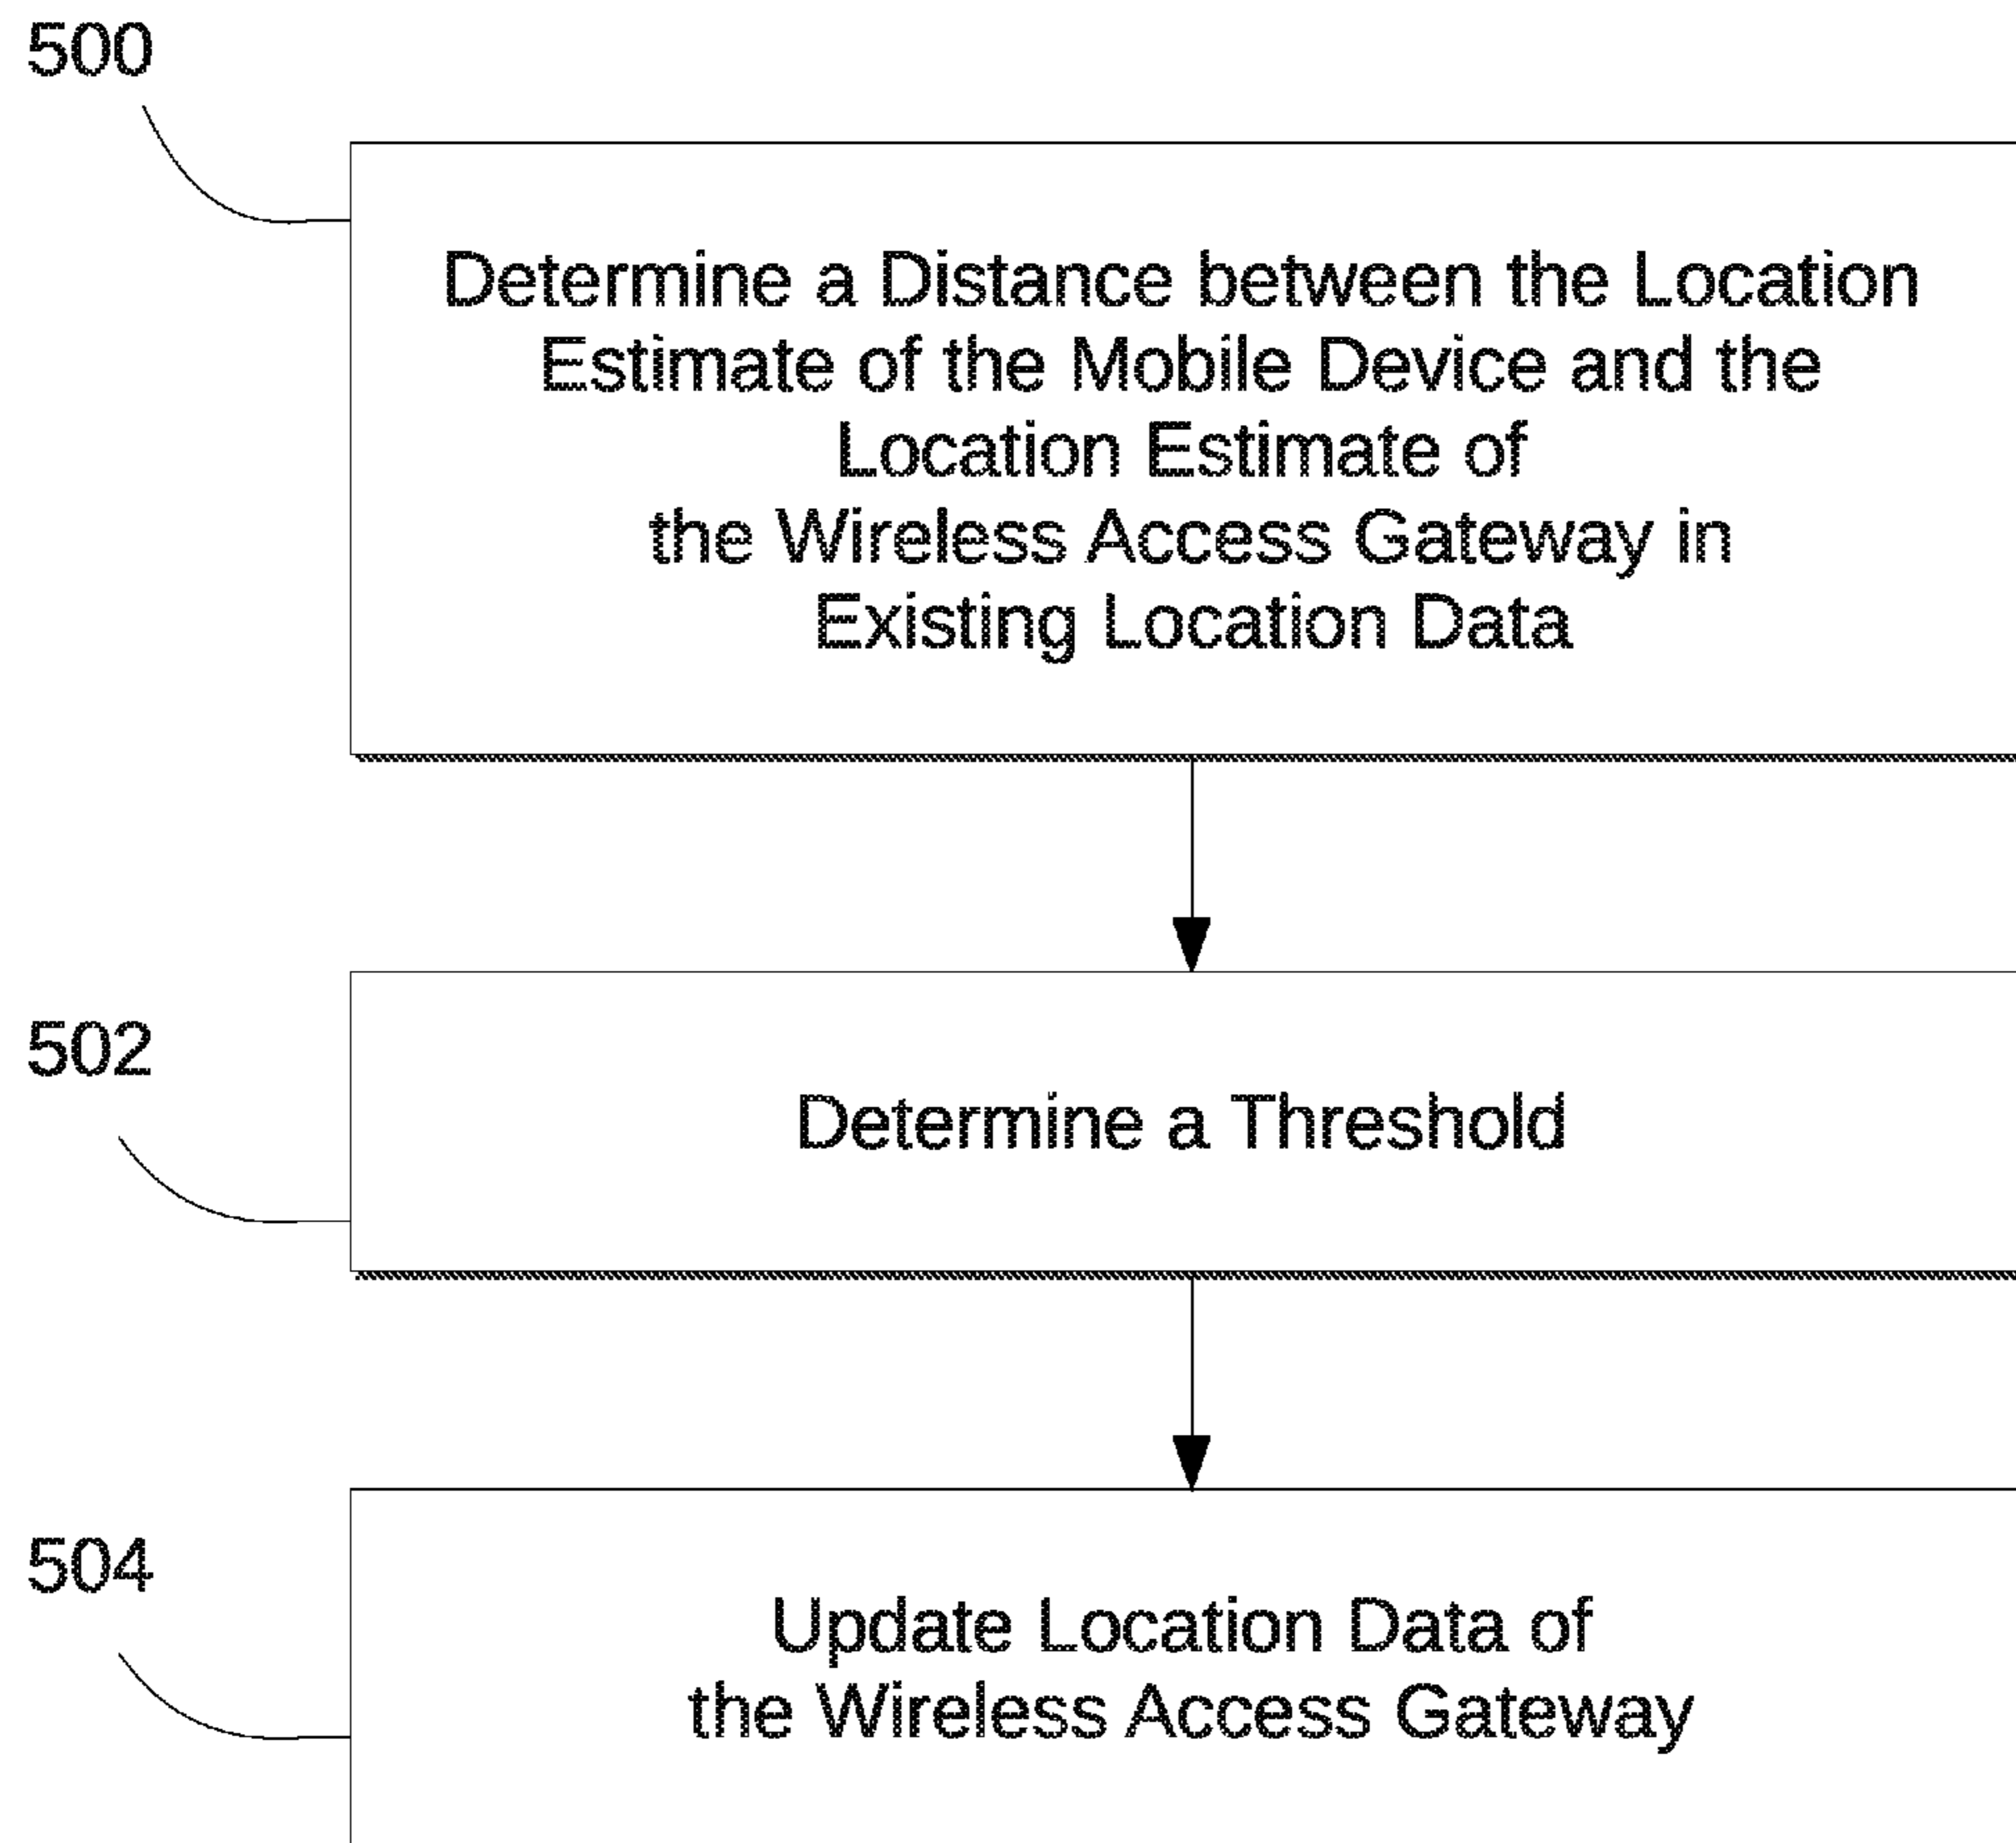 500
Determine a Distance between the Location
Estimate of the Mobile Device and the
Location Estimate of
the Wireless Access Gateway in
Existing Location Data
502
Determine a Threshold
504
Update Location Data of
the Wireless Access Gateway